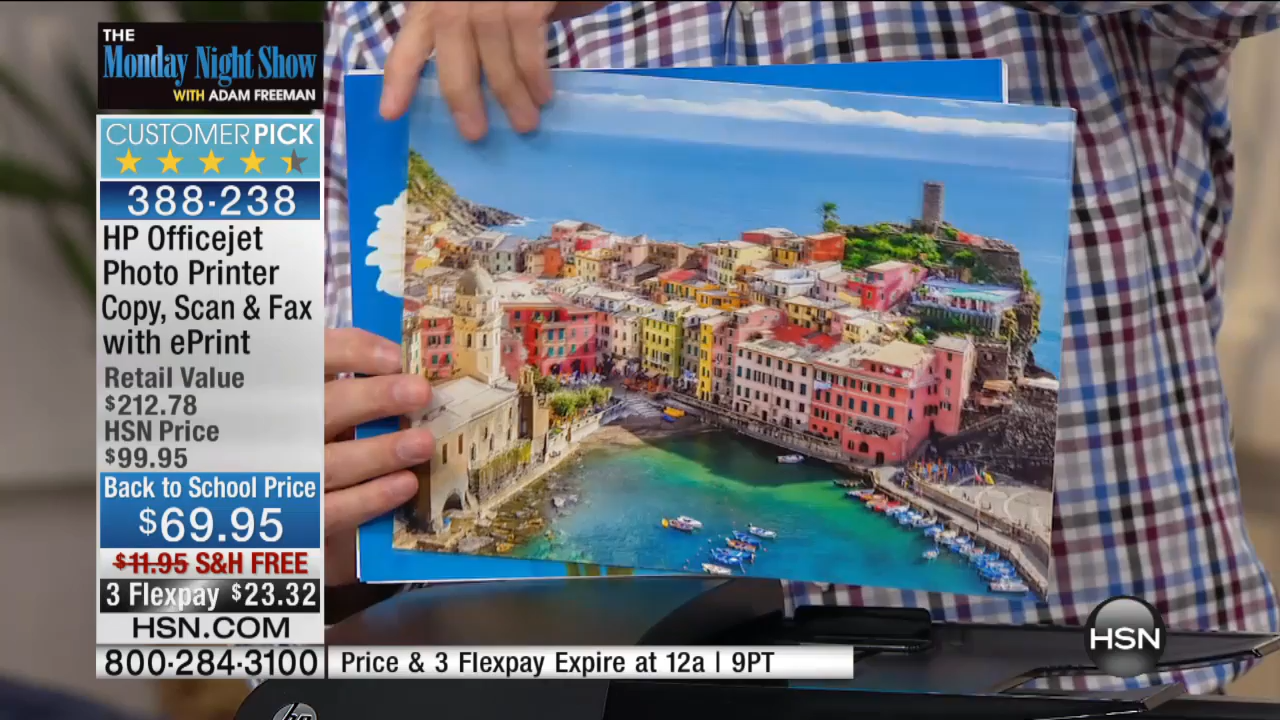 THE
Monday Night Show
WITH ADAM FREEMAN
CUSTOMER PICK
388-238
HP Officejet
Photo Printer
Copy, Scan & Fax
with ePrint
Retail Value
$212.78
HSN Price
$99.95
Back to School Price
$69.95
$11.95 S&H FREE
3 Flexpay $23.32
HSN.COM
800-284-3100
Price & 3 Flexpay Expire at 12a | 9PT
HSN
hp